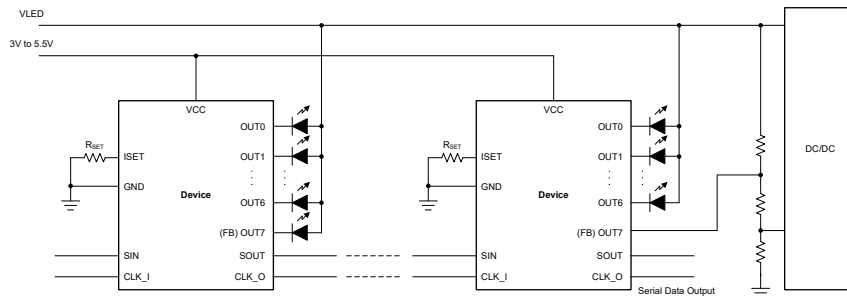 VLED
3V to 5.5V
VCC
OUT0
RSET
ISET
OUT1
GND
Device
OUT6
(FB) OUT7
SIN
SOUT
CLK_I
CLK_O
VCC
OUT0
RSET
ISET
OUT1
GND
Device
OUT6
(FB) OUT7
SIN
SOUT
CLK_I
CLK_O
Serial Data Output
DC/DC